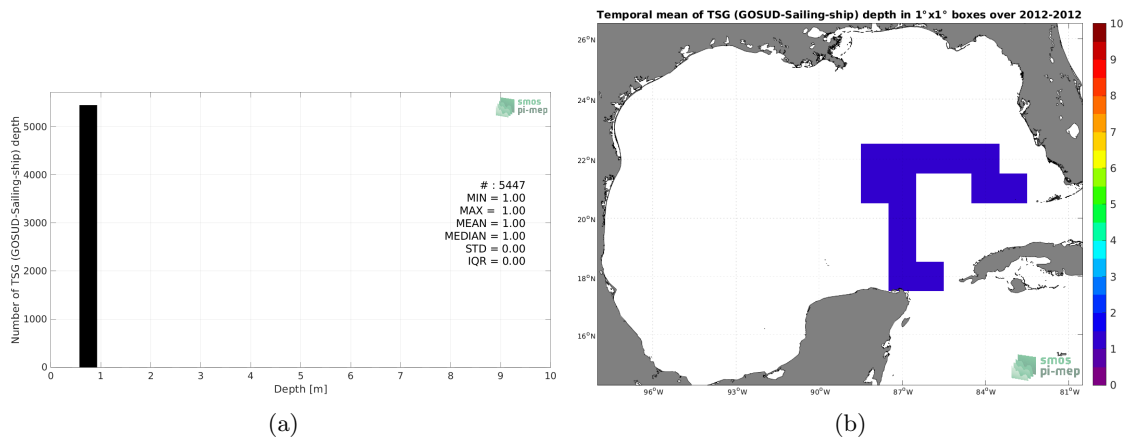 smos
pi-mep
Number of TSG (GOSUD-Sailing-ship) depth
5000
4000
3000
2000
1000
0
# : 5447
MIN = 1.00
MAX = 1.00
MEAN = 1.00
MEDIAN = 1.00
STD = 0.00
IQR = 0.00
0 1 2 3 4 5 6 7 8 9 10
Depth [m]
(a)
Temporal mean of TSG (GOSUD-Sailing-ship) depth in 1°x1° boxes over 2012-2012
26°N
24°N
22°N
20°N
18°N
16°N
96°W 93°W 90°W 87°W 84°W 81°W
smos
pi-mep
10
9
8
7
6
5
4
3
2
1
0
(b)